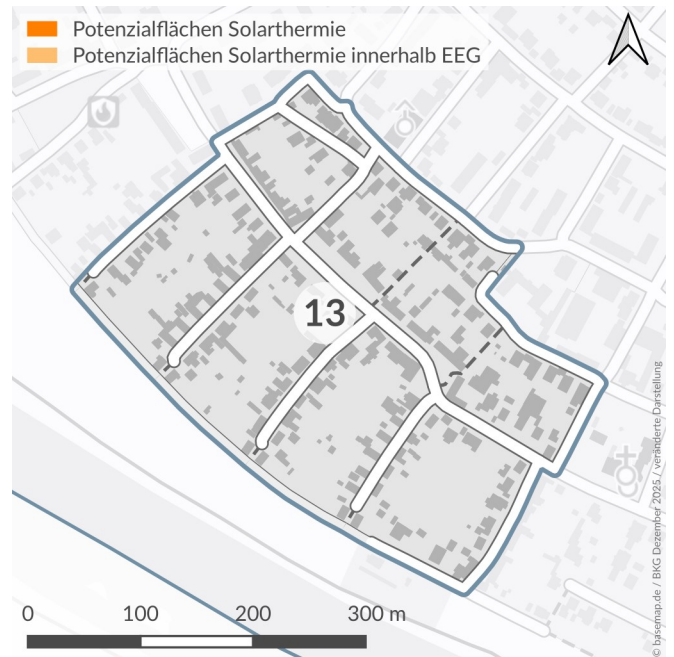 Potenzialflächen Solarthermie
Potenzialflächen Solarthermie innerhalb EEG
13
0 100 200 300 m
© basemap.de / BKG Dezember 2025 / veränderte Darstellung